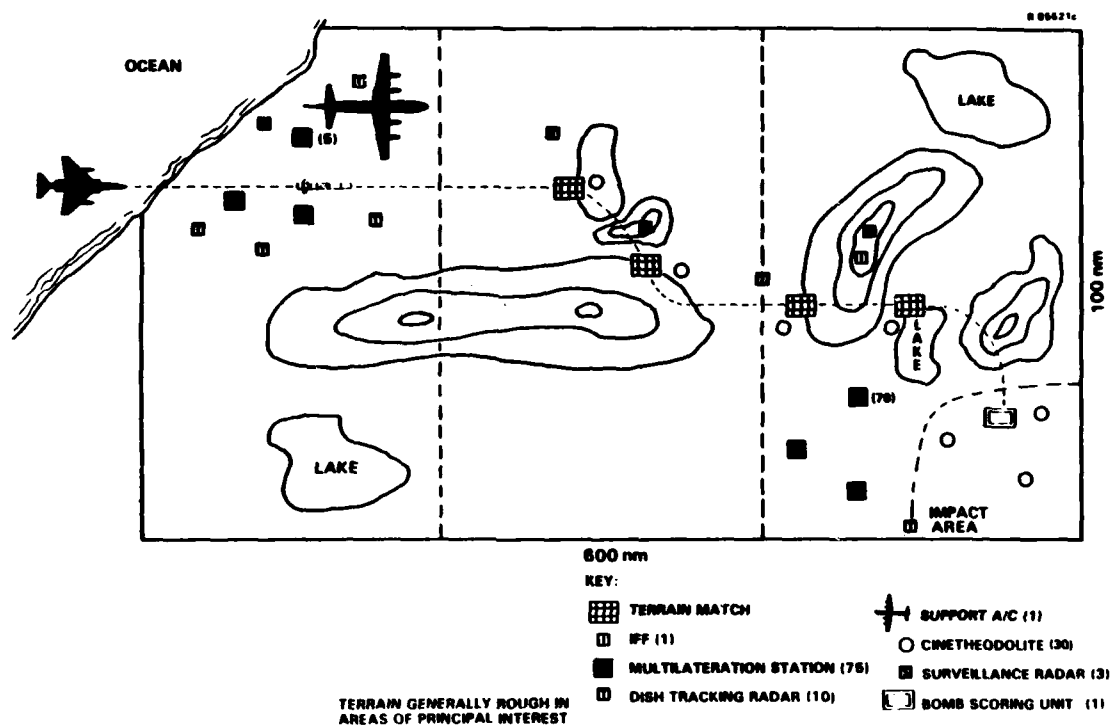 R 86621c
OCEAN
(5)
LAKE
LAKE
(78)
LAKE
IMPACT
AREA
100 nm
600 nm
KEY:
TERRAIN MATCH
IFF (1)
MULTILATERATION STATION (75)
DISH TRACKING RADAR (10)
SUPPORT A/C (1)
CINETHEODOLITE (30)
SURVEILLANCE RADAR (3)
BOMB SCORING UNIT (1)
TERRAIN GENERALLY ROUGH IN
AREAS OF PRINCIPAL INTEREST